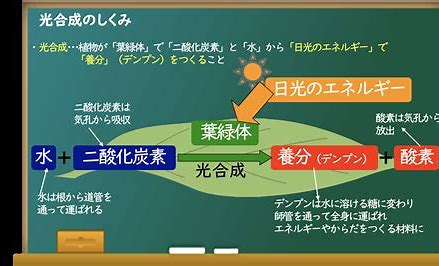 光合成のしくみ
・光合成…植物が「葉緑体」で「二酸化炭素」と「水」から「日光のエネルギー」で
「養分」（デンプン）をつくること
日光のエネルギー
二酸化炭素は
気孔から吸収
葉緑体
酸素は気孔から
放出
水 + 二酸化炭素
光合成
養分（デンプン） + 酸素
水は根から道管を
通って運ばれる
デンプンは水に溶ける糖に変わり
師管を通って全身に運ばれ
エネルギーやからだをつくる材料に